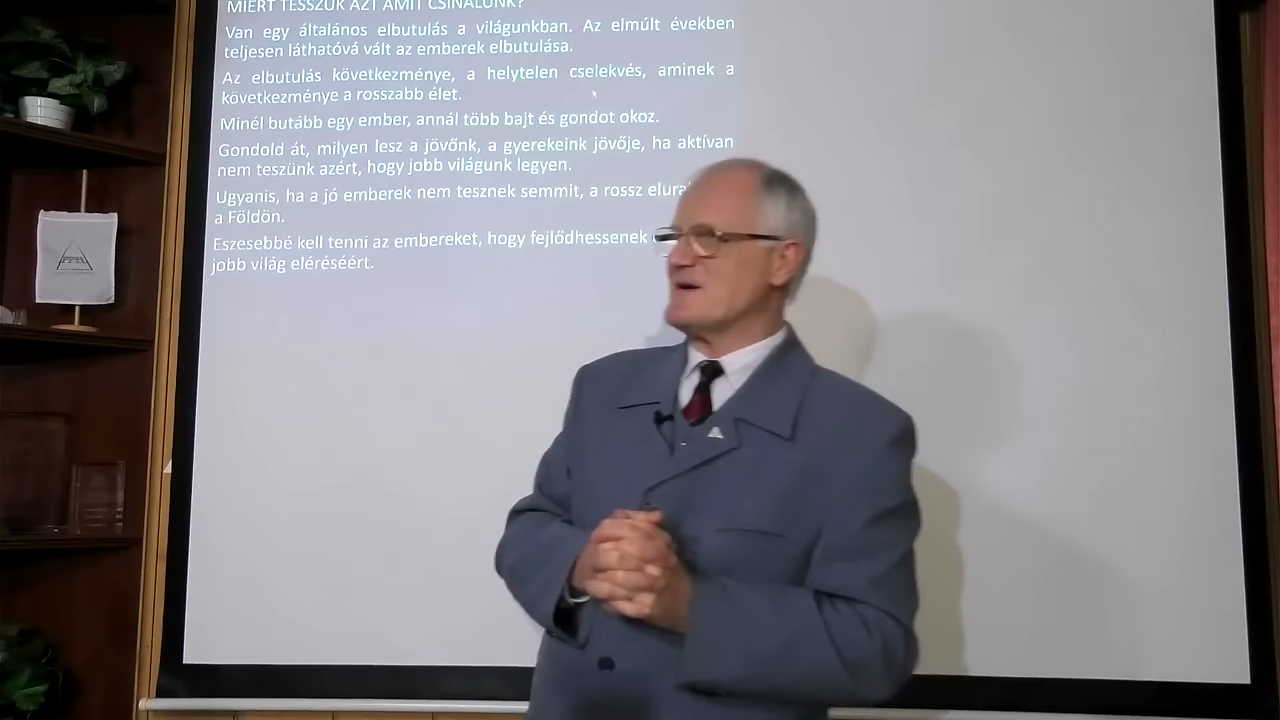 MIÉRT TESSZÜK AZT AMIT CSINÁLUNK?
Van egy általános elbutulás a világunkban. Az elmúlt években
teljesen láthatóvá vált az emberek elbutulása.
Az elbutulás következménye, a helytelen cselekvés, aminek a
következménye a rosszabb élet.
Minél butább egy ember, annál több bajt és gondot okoz.
Gondold át, milyen lesz a jövőnk, a gyerekeink jövője, ha aktívan
nem teszünk azért, hogy jobb világunk legyen.
Ugyanis, ha a jó emberek nem tesznek semmit, a rossz
a Földön.
Eszesebbé kell tenni az embereket, hogy fejlődhessenek
jobb világ eléréséért.